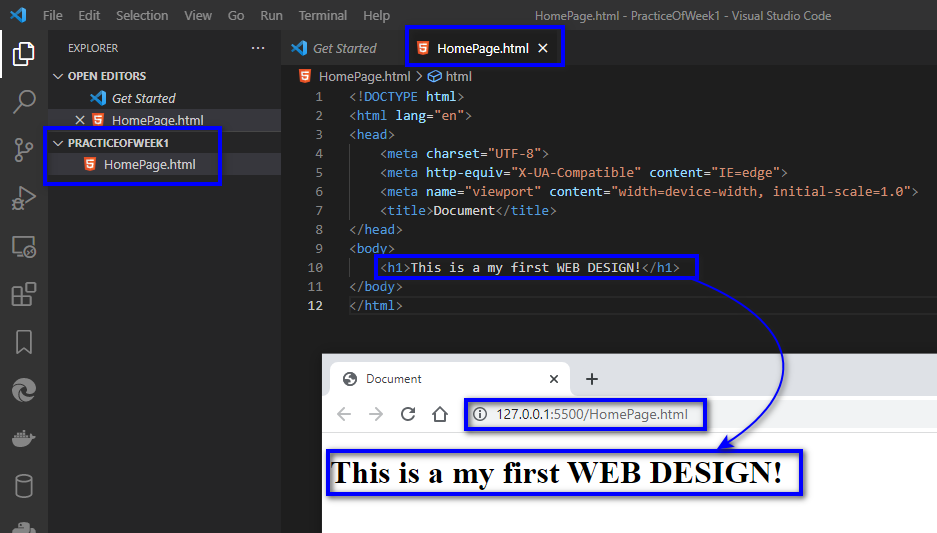 File Edit Selection View Go Run Terminal Help HomePage.html - PracticeOfWeek1 - Visual Studio Code
EXPLORER ···
OPEN EDITORS
Get Started
HomePage.html
PRACTICEOFWEEK1
HomePage.html
Get Started HomePage.html
HomePage.html > html
1 <!DOCTYPE html>
2 <html lang="en">
3 <head>
4 <meta charset="UTF-8">
5 <meta http-equiv="X-UA-Compatible" content="IE=edge">
6 <meta name="viewport" content="width=device-width, initial-scale=1.0">
7 <title>Document</title>
8 </head>
9 <body>
10 <h1>This is a my first WEB DESIGN!</h1>
11 </body>
12 </html>
Document
127.0.0.1:5500/HomePage.html
This is a my first WEB DESIGN!